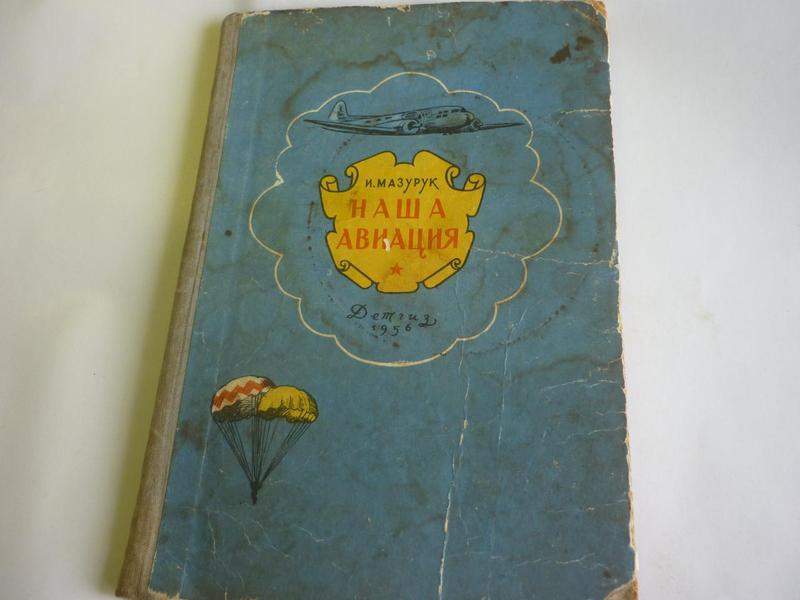 И. МАЗУРУК
НАША
АВИАЦИЯ
Детгиз
1956